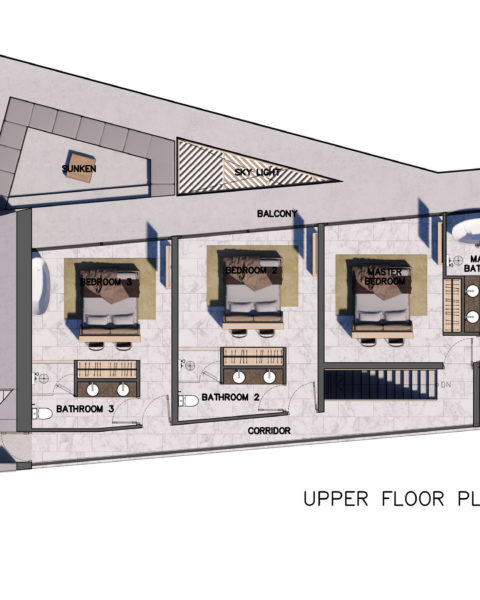 SUNKEN
SKY LIGHT
BALCONY
BEDROOM 3
BEDROOM 2
MASTER
BEDROOM
MA
BAT
DN
BATHROOM 3
BATHROOM 2
CORRIDOR
UPPER FLOOR PL